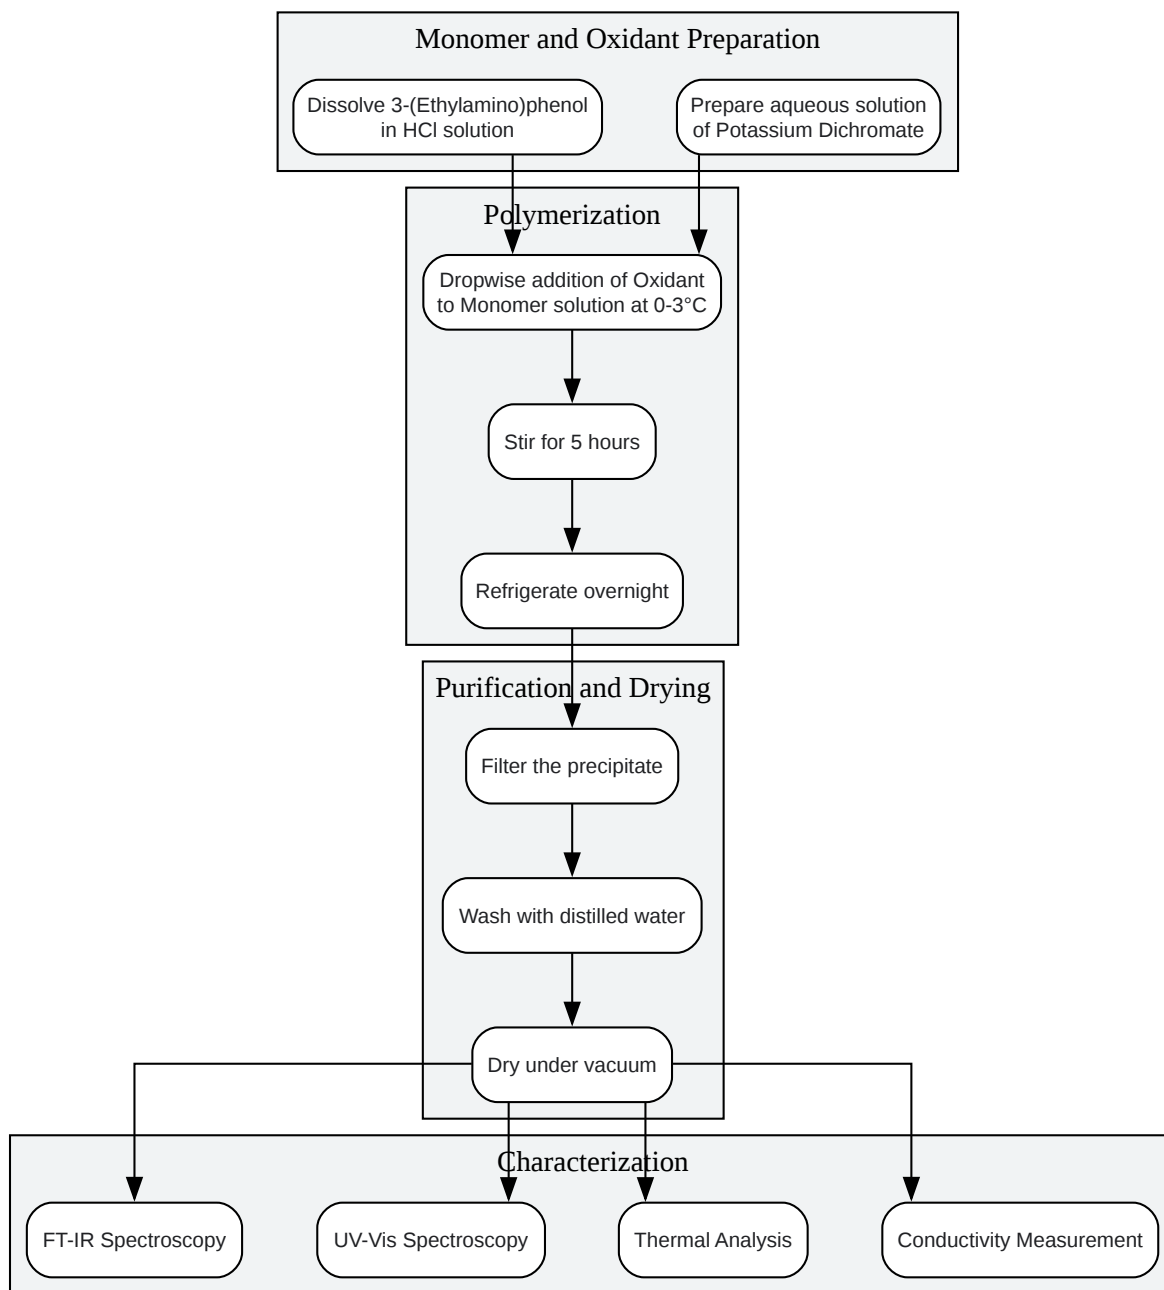 Monomer and Oxidant Preparation
Dissolve 3-(Ethylamino)phenol
in HCl solution
Prepare aqueous solution
of Potassium Dichromate
Polymerization
Dropwise addition of Oxidant
to Monomer solution at 0-3°C
Stir for 5 hours
Refrigerate overnight
Purification and Drying
Filter the precipitate
Wash with distilled water
Dry under vacuum
Characterization
FT-IR Spectroscopy
UV-Vis Spectroscopy
Thermal Analysis
Conductivity Measurement